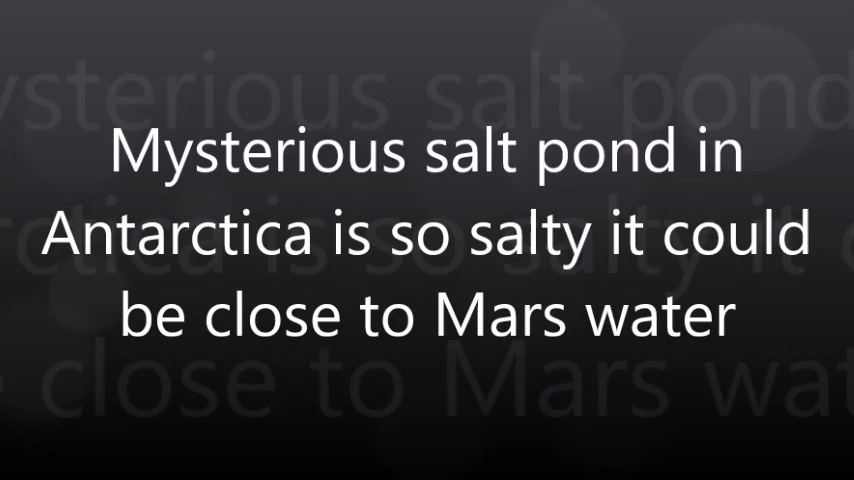 Mysterious salt pond in
Antarctica is so salty it could
be close to Mars water